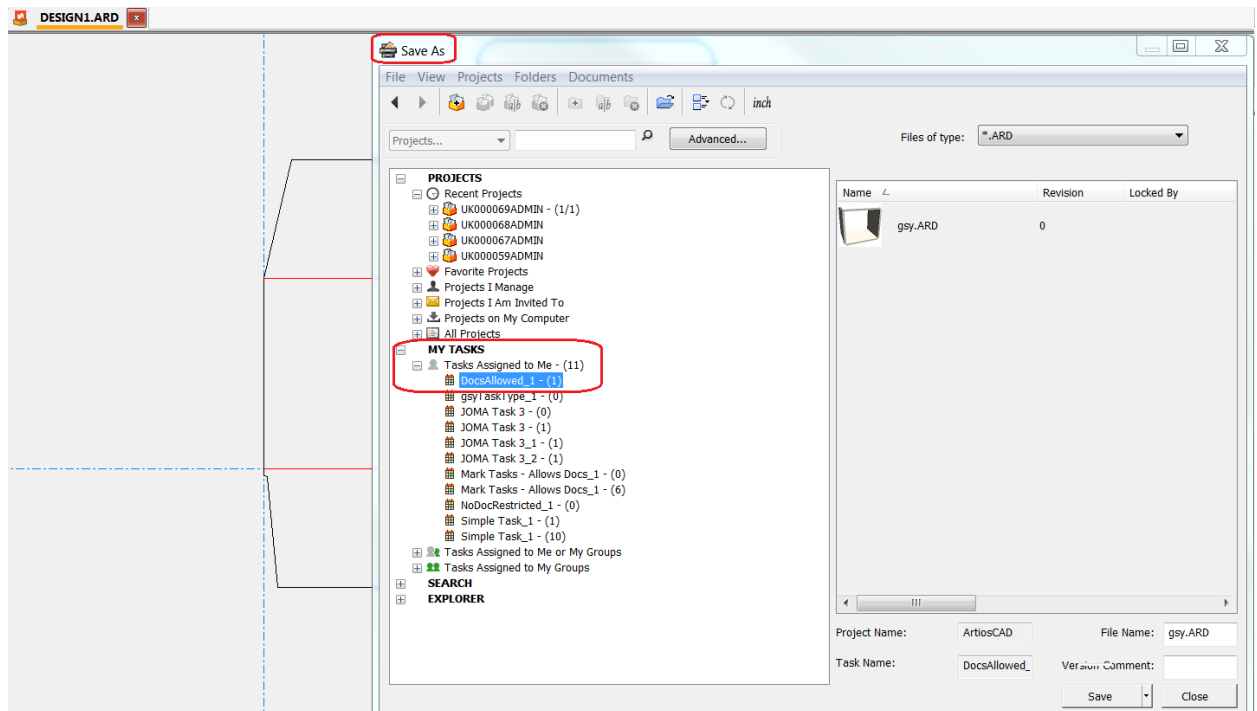 DESIGN1.ARD
Save As
File View Projects Folders Documents
inch
Projects...
Advanced...
Files of type: *.ARD
PROJECTS
Recent Projects
UK000069ADMIN - (1/1)
UK000068ADMIN
UK000067ADMIN
UK000059ADMIN
Favorite Projects
Projects I Manage
Projects I Am Invited To
Projects on My Computer
All Projects
MY TASKS
Tasks Assigned to Me - (11)
DocsAllowed_1 - (1)
gsyTaskType_1 - (0)
JOMA Task 3 - (0)
JOMA Task 3 - (1)
JOMA Task 3_1 - (1)
JOMA Task 3_2 - (1)
Mark Tasks - Allows Docs_1 - (0)
Mark Tasks - Allows Docs_1 - (6)
NoDocRestricted_1 - (0)
Simple Task_1 - (1)
Simple Task_1 - (10)
Tasks Assigned to Me or My Groups
Tasks Assigned to My Groups
SEARCH
EXPLORER
Name Revision Locked By
gsy.ARD 0
Project Name: ArtiosCAD File Name: gsy.ARD
Task Name: DocsAllowed_ Version Comment:
Save Close